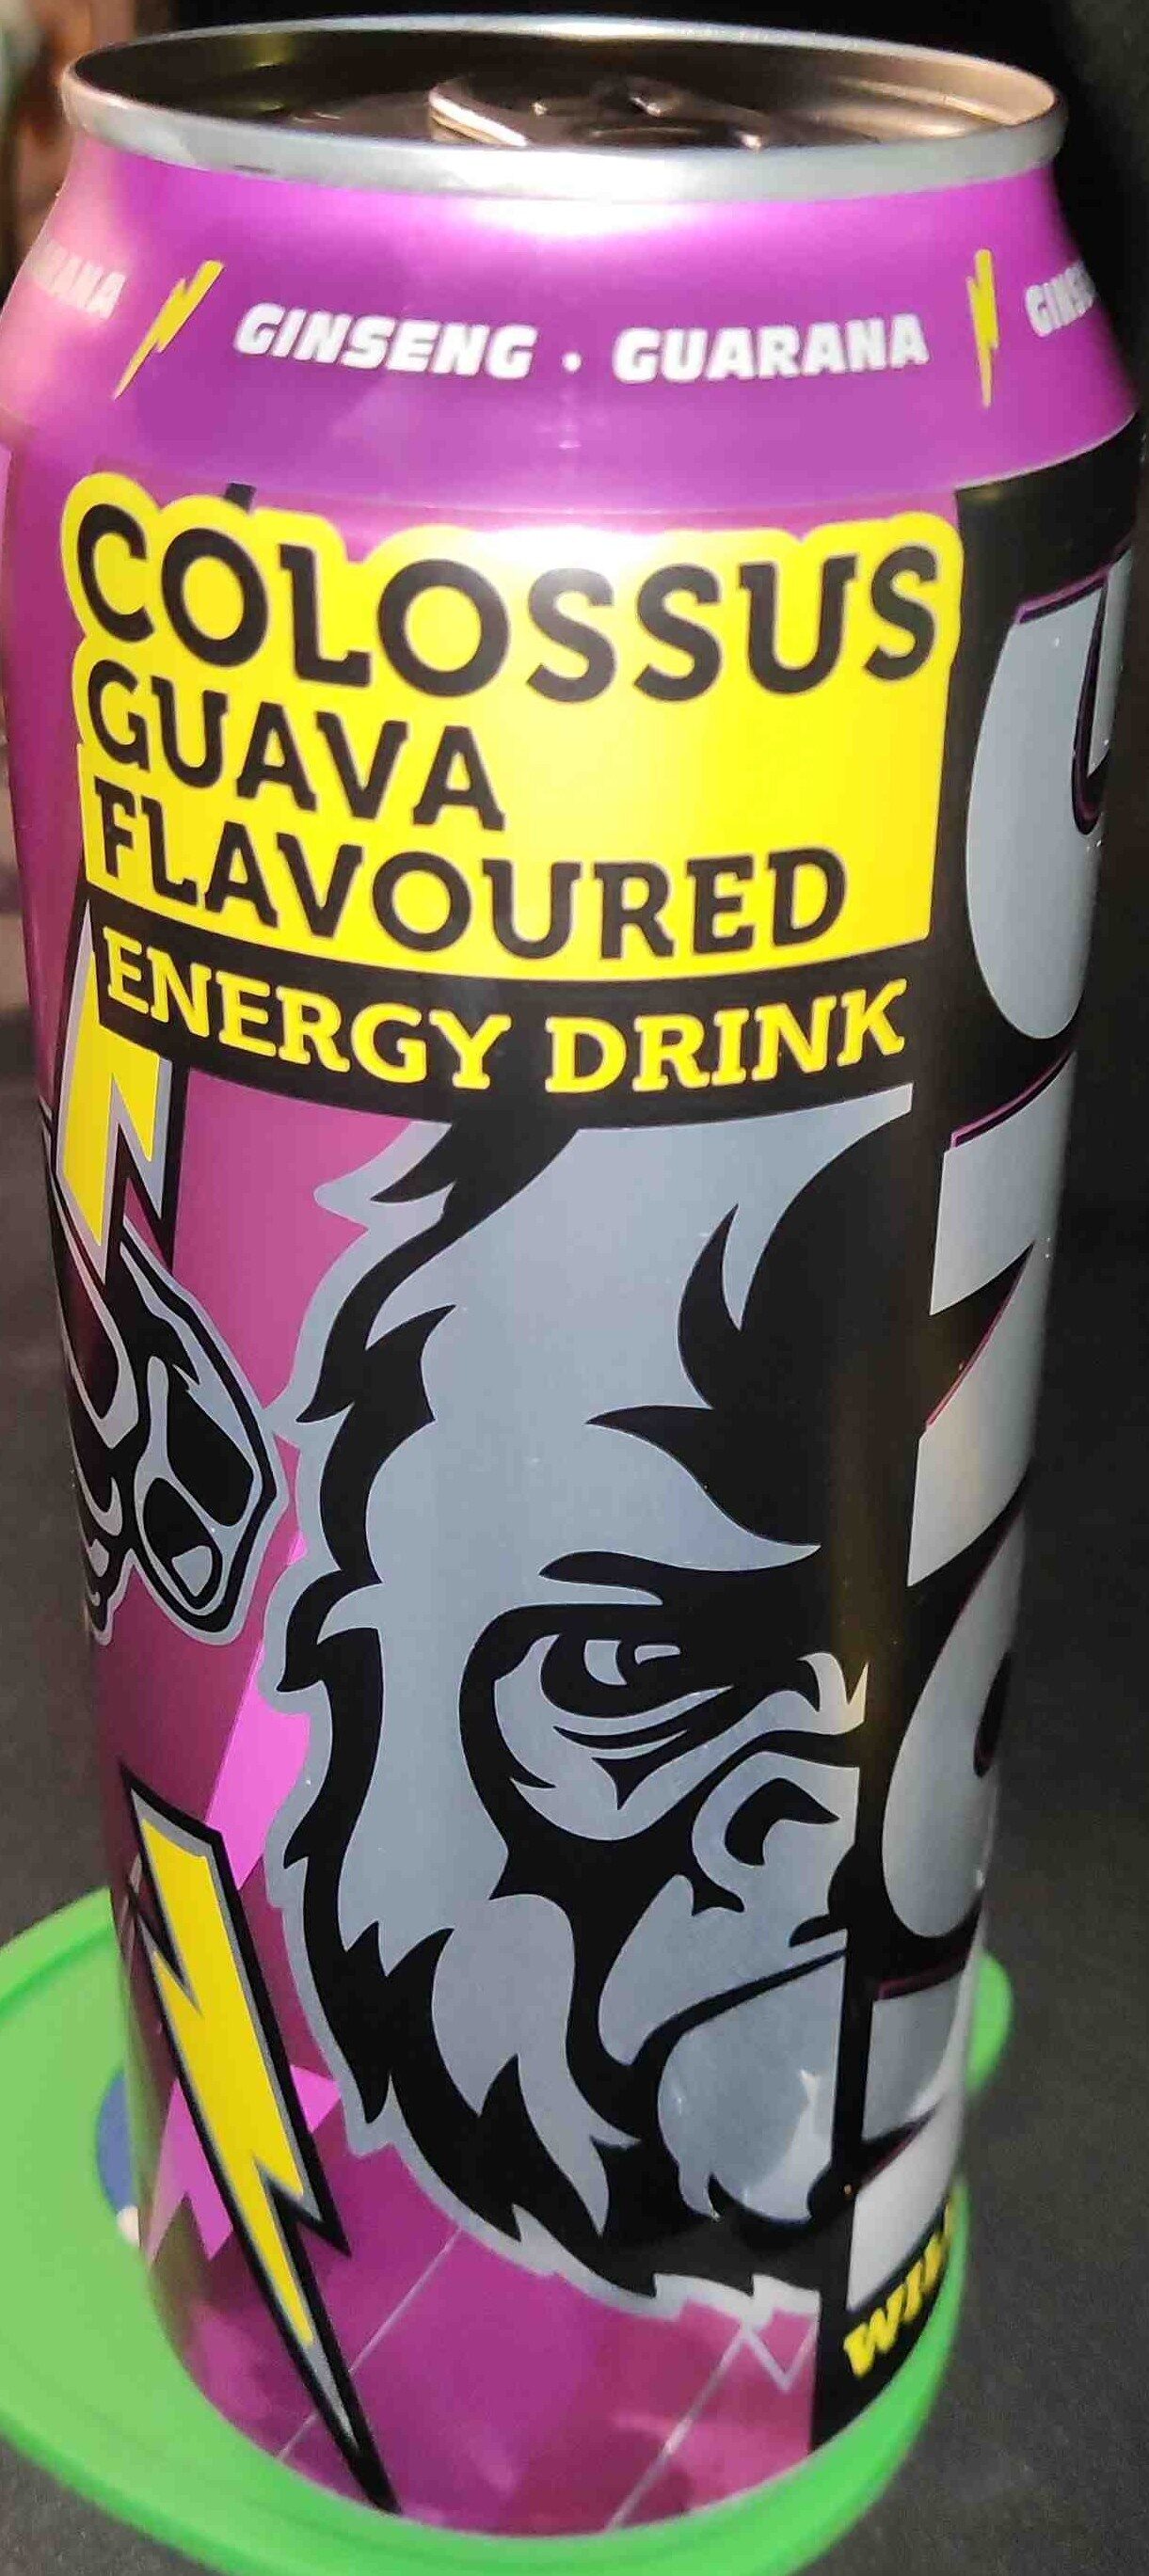 GINSENG · GUARANA
COLOSSUS
GUAVA
FLAVOURED
ENERGY DRINK